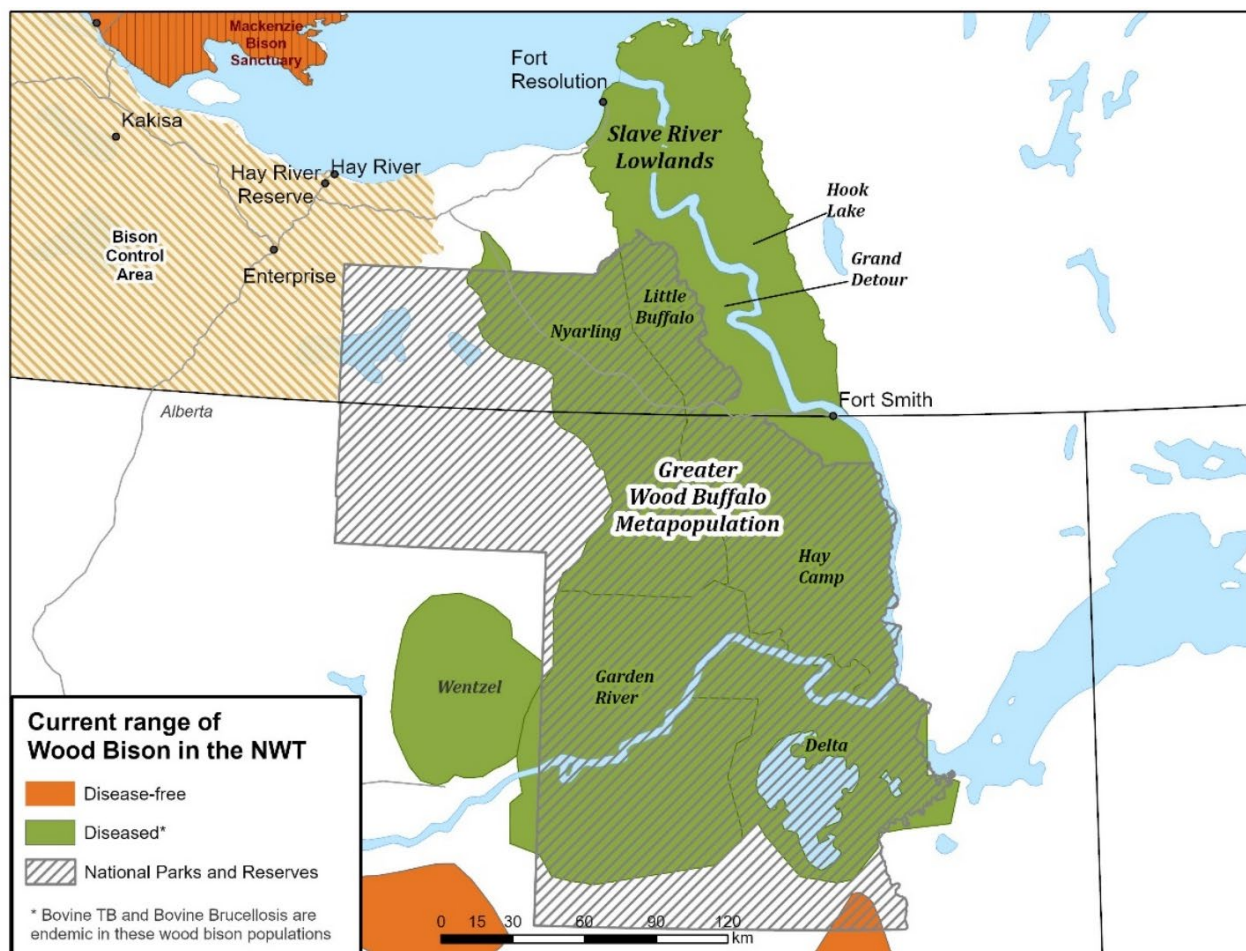 Mackenzie
Bison
Sanctuary
Fort
Resolution
Kakisa
Slave River
Lowlands
Hay River
Hay River
Reserve
Hook
Lake
Bison
Control
Area
Enterprise
Grand
Detour
Little
Buffalo
Nyarling
Alberta
Fort Smith
Greater
Wood Buffalo
Metapopulation
Hay
Camp
Wentzel
Garden
River
Delta
Current range of
Wood Bison in the NWT
Disease-free
Diseased*
National Parks and Reserves
* Bovine TB and Bovine Brucellosis are
endemic in these wood bison populations
0 15 30 60 90 120
km